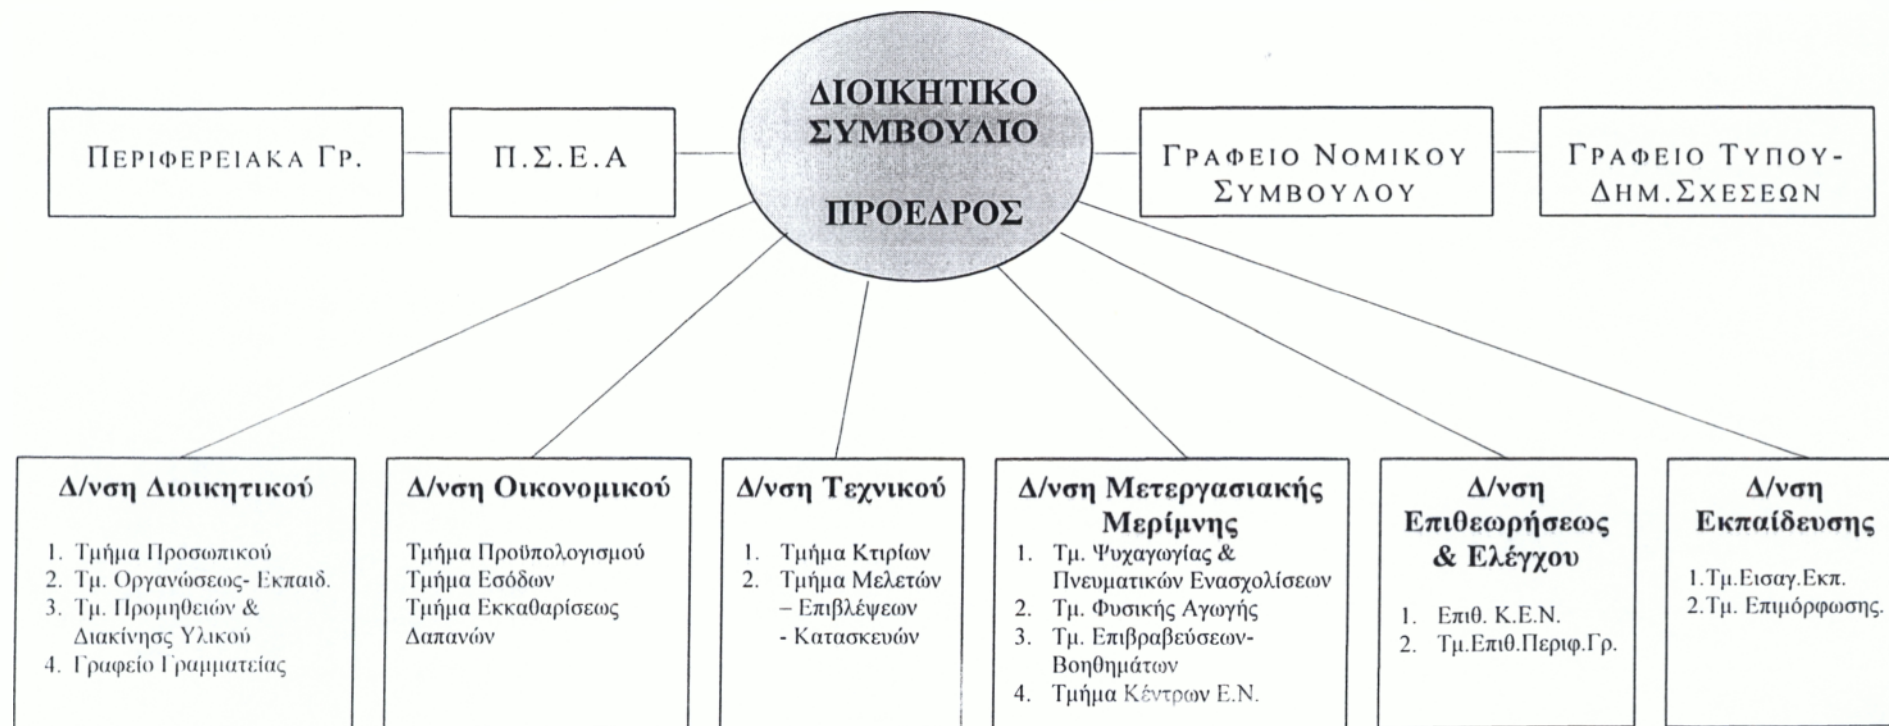 ΔΙΟΙΚΗΤΙΚΟ
ΣΥΜΒΟΥΛΙΟ
ΠΡΟΕΔΡΟΣ
ΠΕΡΙΦΕΡΕΙΑΚΑ ΓΡ.
Π.Σ.Ε.Α
ΓΡΑΦΕΙΟ ΝΟΜΙΚΟΥ
ΣΥΜΒΟΥΛΟΥ
ΓΡΑΦΕΙΟ ΤΥΠΟΥ-
ΔΗΜ.ΣΧΕΣΕΩΝ
Δ/νση Διοικητικού
1. Τμήμα Προσωπικού
2. Τμ. Οργανώσεως- Εκπαιδ.
3. Τμ. Προμηθειών &
Διακίνησς Υλικού
4. Γραφείο Γραμματείας
Δ/νση Οικονομικού
Τμήμα Προϋπολογισμού
Τμήμα Εσόδων
Τμήμα Εκκαθαρίσεως
Δαπανών
Δ/νση Τεχνικού
1. Τμήμα Κτιρίων
2. Τμήμα Μελετών
– Επιβλέψεων
- Κατασκευών
Δ/νση Μετεργασιακής
Μερίμνης
1. Τμ. Ψυχαγωγίας &
Πνευματικών Ενασχολίσεων
2. Τμ. Φυσικής Αγωγής
3. Τμ. Επιβραβεύσεων-
Βοηθημάτων
4. Τμήμα Κέντρων Ε.Ν.
Δ/νση
Επιθεωρήσεως
& Ελέγχου
1. Επιθ. Κ.Ε.Ν.
2. Τμ.Επιθ.Περιφ.Γρ.
Δ/νση
Εκπαίδευσης
1.Τμ.Εισαγ.Εκπ.
2.Τμ. Επιμόρφωσης.